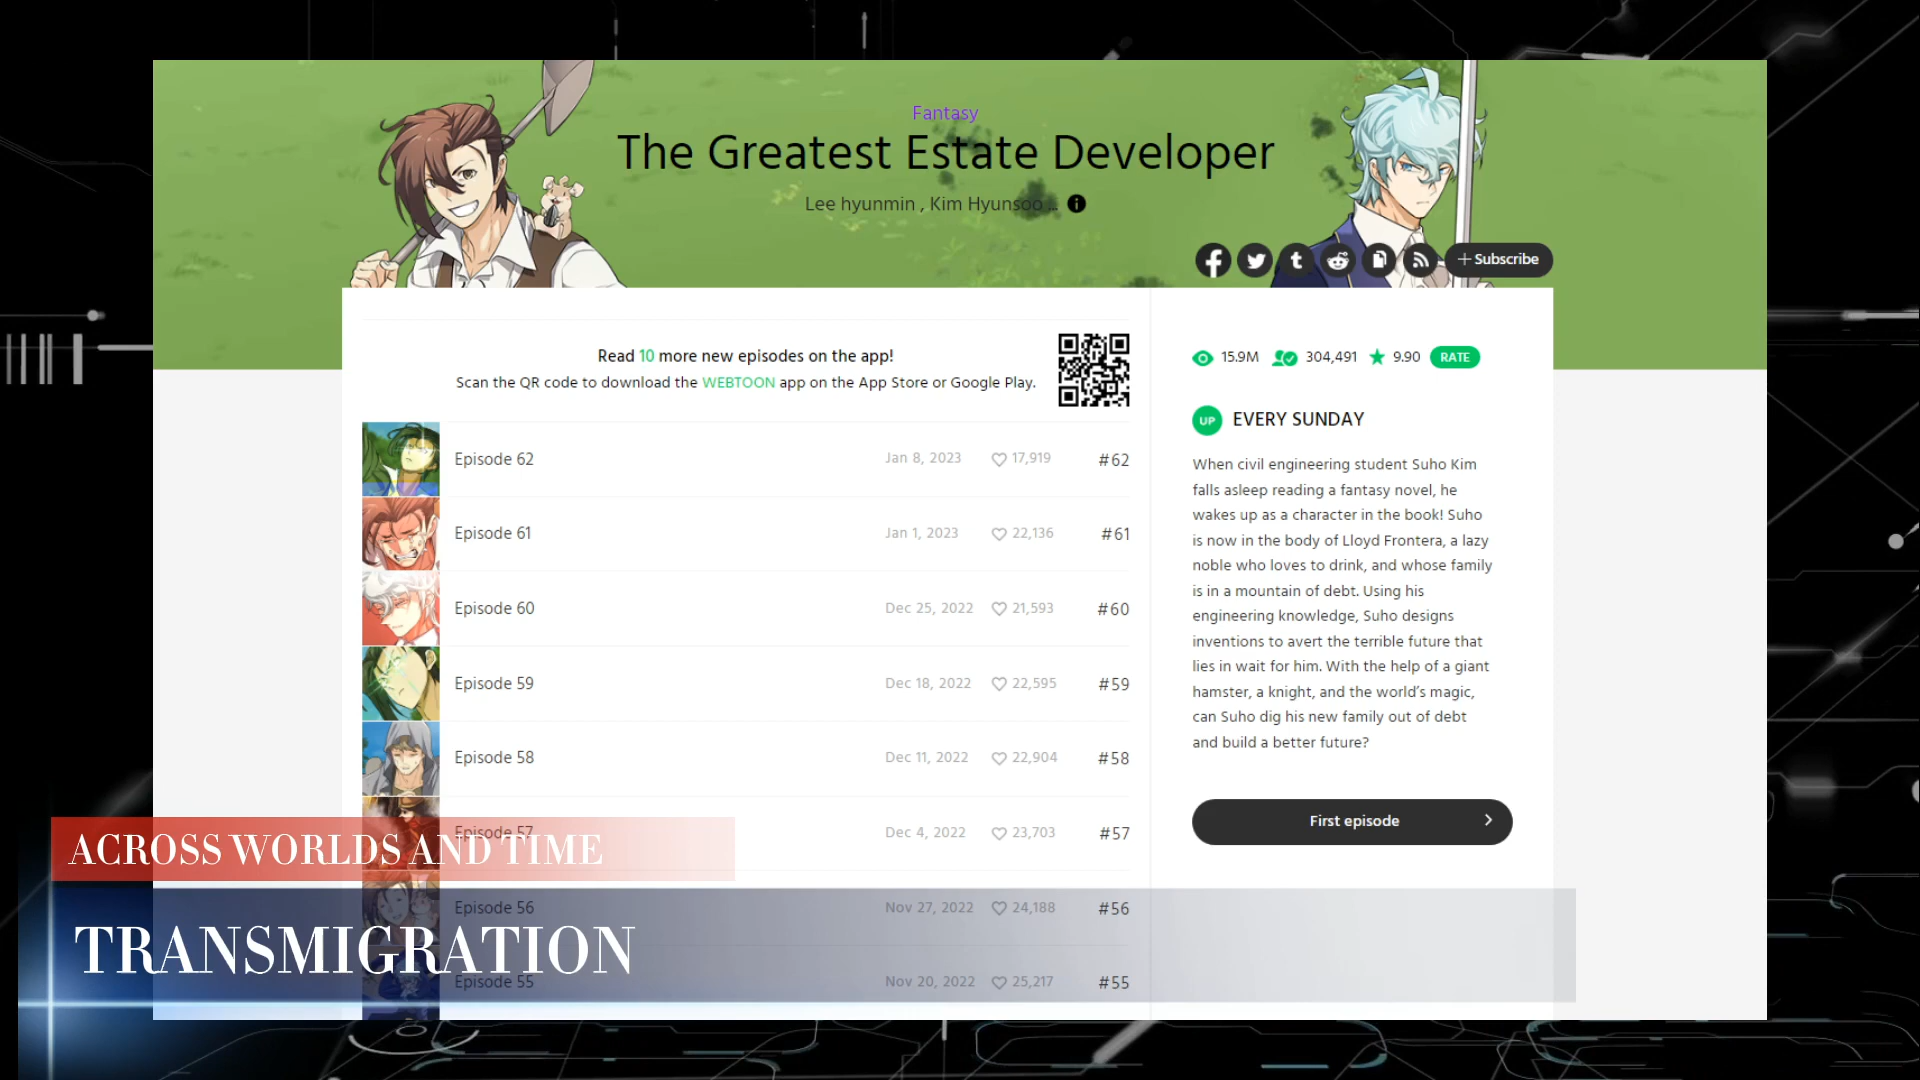 Fantasy
The Greatest Estate Developer
Lee hyunmin , Kim Hyunsoo ...
+ Subscribe
Read 10 more new episodes on the app!
Scan the QR code to download the WEBTOON app on the App Store or Google Play.
Episode 62 Jan 8, 2023 17,919 #62
Episode 61 Jan 1, 2023 22,136 #61
Episode 60 Dec 25, 2022 21,593 #60
Episode 59 Dec 18, 2022 22,595 #59
Episode 58 Dec 11, 2022 22,904 #58
Episode 57 Dec 4, 2022 23,703 #57
Episode 56 Nov 27, 2022 24,188 #56
Episode 55 Nov 20, 2022 25,217 #55
15.9M 304,491 9.90 RATE
UP EVERY SUNDAY
When civil engineering student Suho Kim
falls asleep reading a fantasy novel, he
wakes up as a character in the book! Suho
is now in the body of Lloyd Frontera, a lazy
noble who loves to drink, and whose family
is in a mountain of debt. Using his
engineering knowledge, Suho designs
inventions to avert the terrible future that
lies in wait for him. With the help of a giant
hamster, a knight, and the world’s magic,
can Suho dig his new family out of debt
and build a better future?
First episode
ACROSS WORLDS AND TIME
TRANSMIGRATION